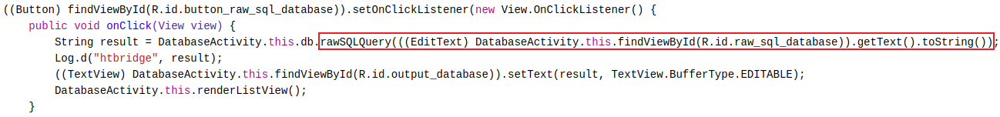 ((Button) findViewById(R.id.button_raw_sql_database)).setOnClickListener(new View.OnClickListener() {
    public void onClick(View view) {
        String result = DatabaseActivity.this.db.rawSQLQuery(((EditText) DatabaseActivity.this.findViewById(R.id.raw_sql_database)).getText().toString());
        Log.d("htbridge", result);
        ((TextView) DatabaseActivity.this.findViewById(R.id.output_database)).setText(result, TextView.BufferType.EDITABLE);
        DatabaseActivity.this.renderListView();
    }